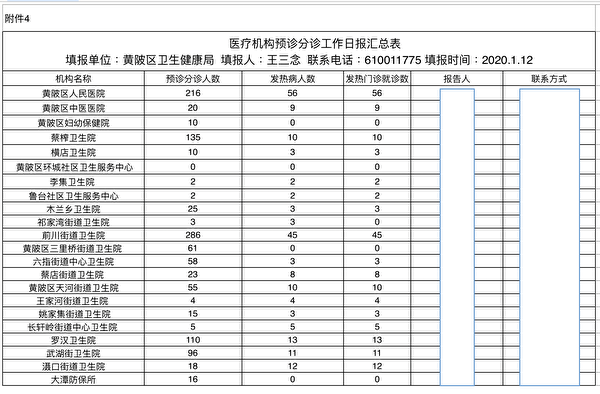 附件4
医疗机构预诊分诊工作日报汇总表
填报单位：黄陂区卫生健康局 填报人：王三念 联系电话：610011775 填报时间：2020.1.12
机构名称 预诊分诊人数 发热病人数 发热门诊就诊数 报告人 联系方式
黄陂区人民医院 216 56 56
黄陂区中医医院 20 9 9
黄陂区妇幼保健院 10 0 0
蔡榨卫生院 135 10 10
横店卫生院 10 3 3
黄陂区环城社区卫生服务中心 0 0 0
李集卫生院 2 2 2
鲁台社区卫生服务中心 2 2 2
木兰乡卫生院 25 3 3
祁家湾街道卫生院 3 3 0
前川街道卫生院 286 45 45
黄陂区三里桥街道卫生院 61 0 0
六指街道中心卫生院 58 3 3
蔡店街道卫生院 23 8 8
黄陂区天河街道卫生院 55 10 10
王家河街道卫生院 4 4 4
姚家集街道卫生院 15 3 3
长轩岭街道中心卫生院 5 5 5
罗汉卫生院 110 13 13
武湖街卫生院 96 11 11
滠口街道卫生院 18 12 12
大潭防保所 16 0 0